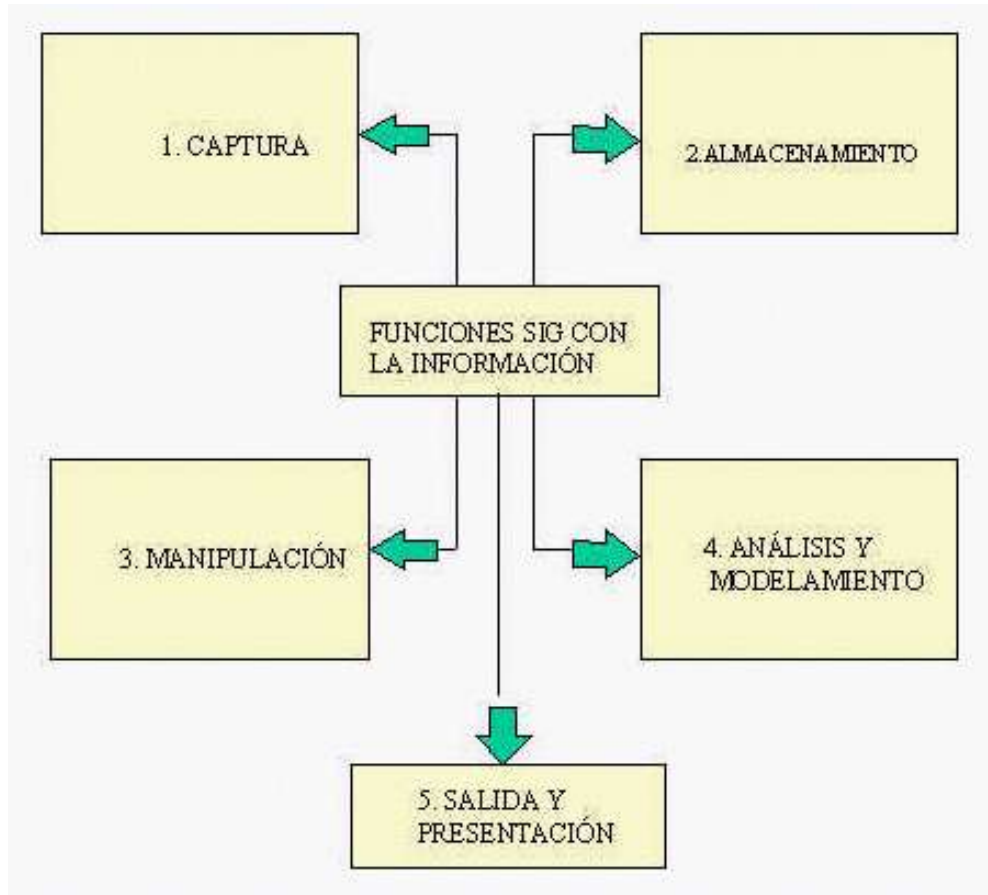 1. CAPTURA
2.ALMACENAMIENTO
FUNCIONES SIG CON
LA INFORMACIÓN
3. MANIPULACIÓN
4. ANÁLISIS Y
MODELAMIENTO
5. SALIDA Y
PRESENTACIÓN